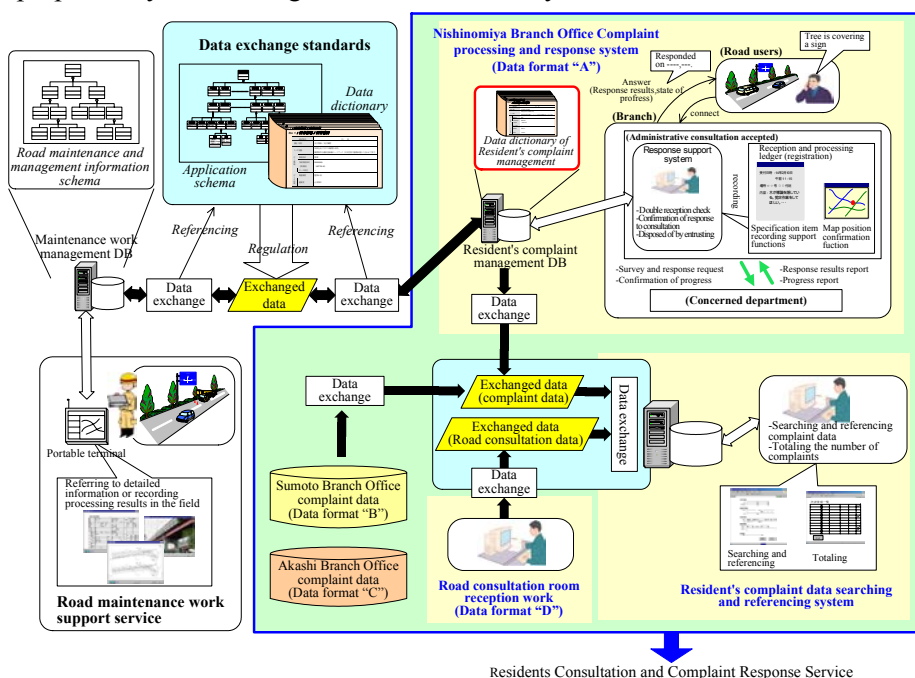 Data exchange standards
Data
dictionary
Application
schema
Road maintenance and
management information
schema
Referencing
Regulation
Referencing
Maintenance work
management DB
Data
exchange
Exchanged
data
Data
exchange
Portable terminal
Referring to detailed
information or recording
processing results in the field
Road maintenance work
support service
Nishinomiya Branch Office Complaint
processing and response system
(Data format “A”)
Data dictionary
of Resident's complaint
management
Resident's complaint
management DB
Data
exchange
Responded
on ----,---.
(Road users)
Tree is covering
a sign
Answer
(Response results,state of
profress)
connect
(Branch)
(Administrative consultation accepted)
Response support
system
-Double reception check
-Confirmation of response
to consultation
-Disposed of by entrusting
recording
Reception and processing
ledger (registration)
Specification item
recording support
functions
Map position
confirmation
fuction
-Survey and response request
-Confirmation of progress
-Response results report
-Progress report
(Concerned department)
Data
exchange
Exchanged data
(complaint data)
Exchanged data
(Road consultation data)
Data exchange
Data
exchange
Sumoto Branch Office
complaint data
(Data format “B”)
Akashi Branch Office
complaint data
(Data format “C”)
Road consultation room
reception work
(Data format “D”)
-Searching and referencing
complaint data
-Totaling the number of
complaints
Searching and
referencing
Totaling
Resident's complaint data searching
and referencing system
Residents Consultation and Complaint Response Service